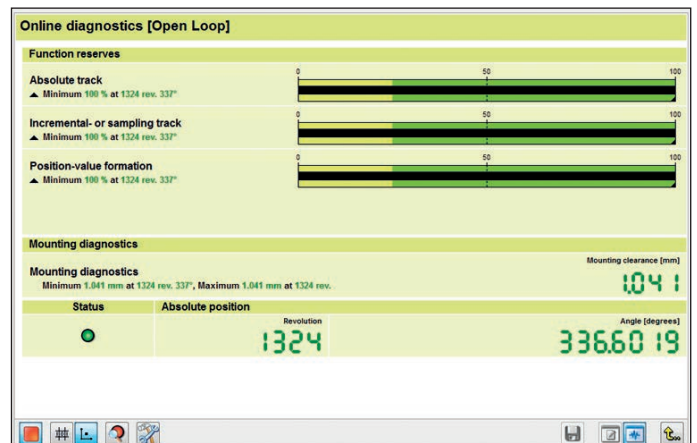 Online diagnostics [Open Loop]
Function reserves
Absolute track
Minimum 100 % at 1324 rev. 337°
0 50 100
Incremental- or sampling track
Minimum 100 % at 1324 rev. 337°
0 50 100
Position-value formation
Minimum 100 % at 1324 rev. 337°
0 50 100
Mounting diagnostics
Mounting clearance [mm]
Mounting diagnostics
Minimum 1.041 mm at 1324 rev. 337°, Maximum 1.041 mm at 1324 rev.
1.041
Status Absolute position
Revolution Angle [degrees]
1324 336.6019